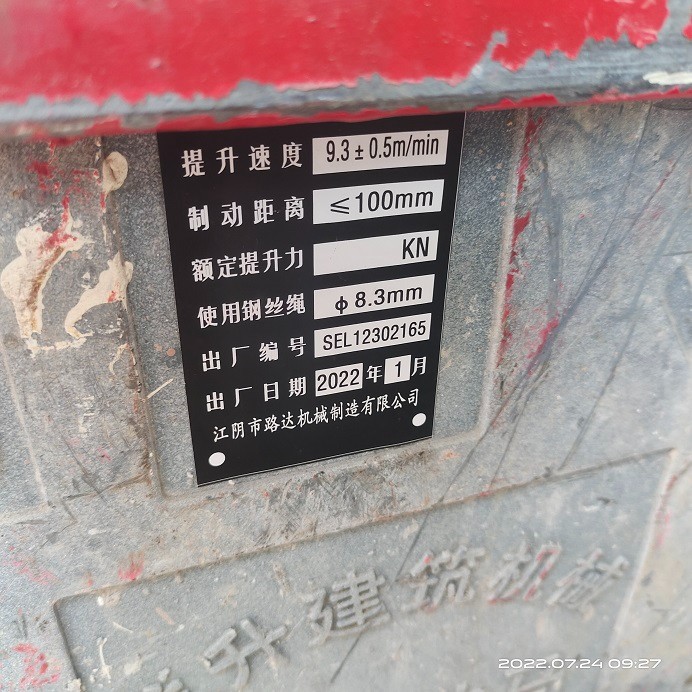 提升速度 9.3±0.5m/min
制动距离 ≤100mm
额定提升力 KN
使用钢丝绳 ф8.3mm
出厂编号 SEL12302165
出厂日期 2022年1月
江阴市路达机械制造有限公司
升建筑机械
2022.07.24 09:27